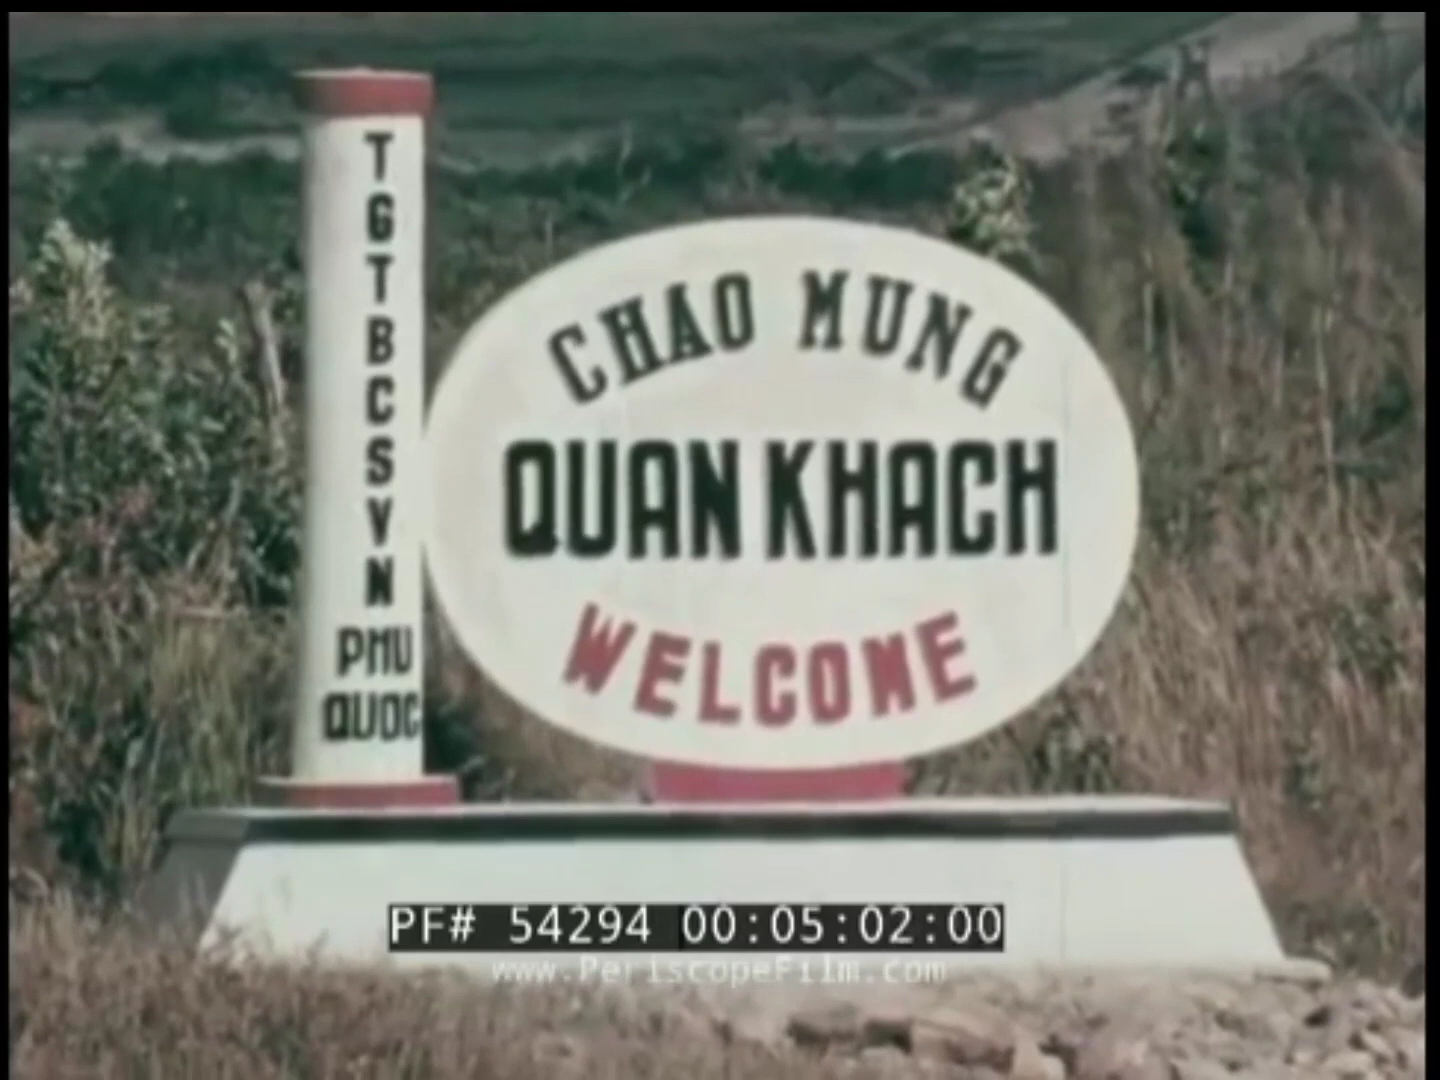 TGTBCSVN
PHU
QUOC
CHAO MUNG
QUAN KHACH
WELCOME
PF# 54294 00:05:02:00
www.PeriscopeFilm.com